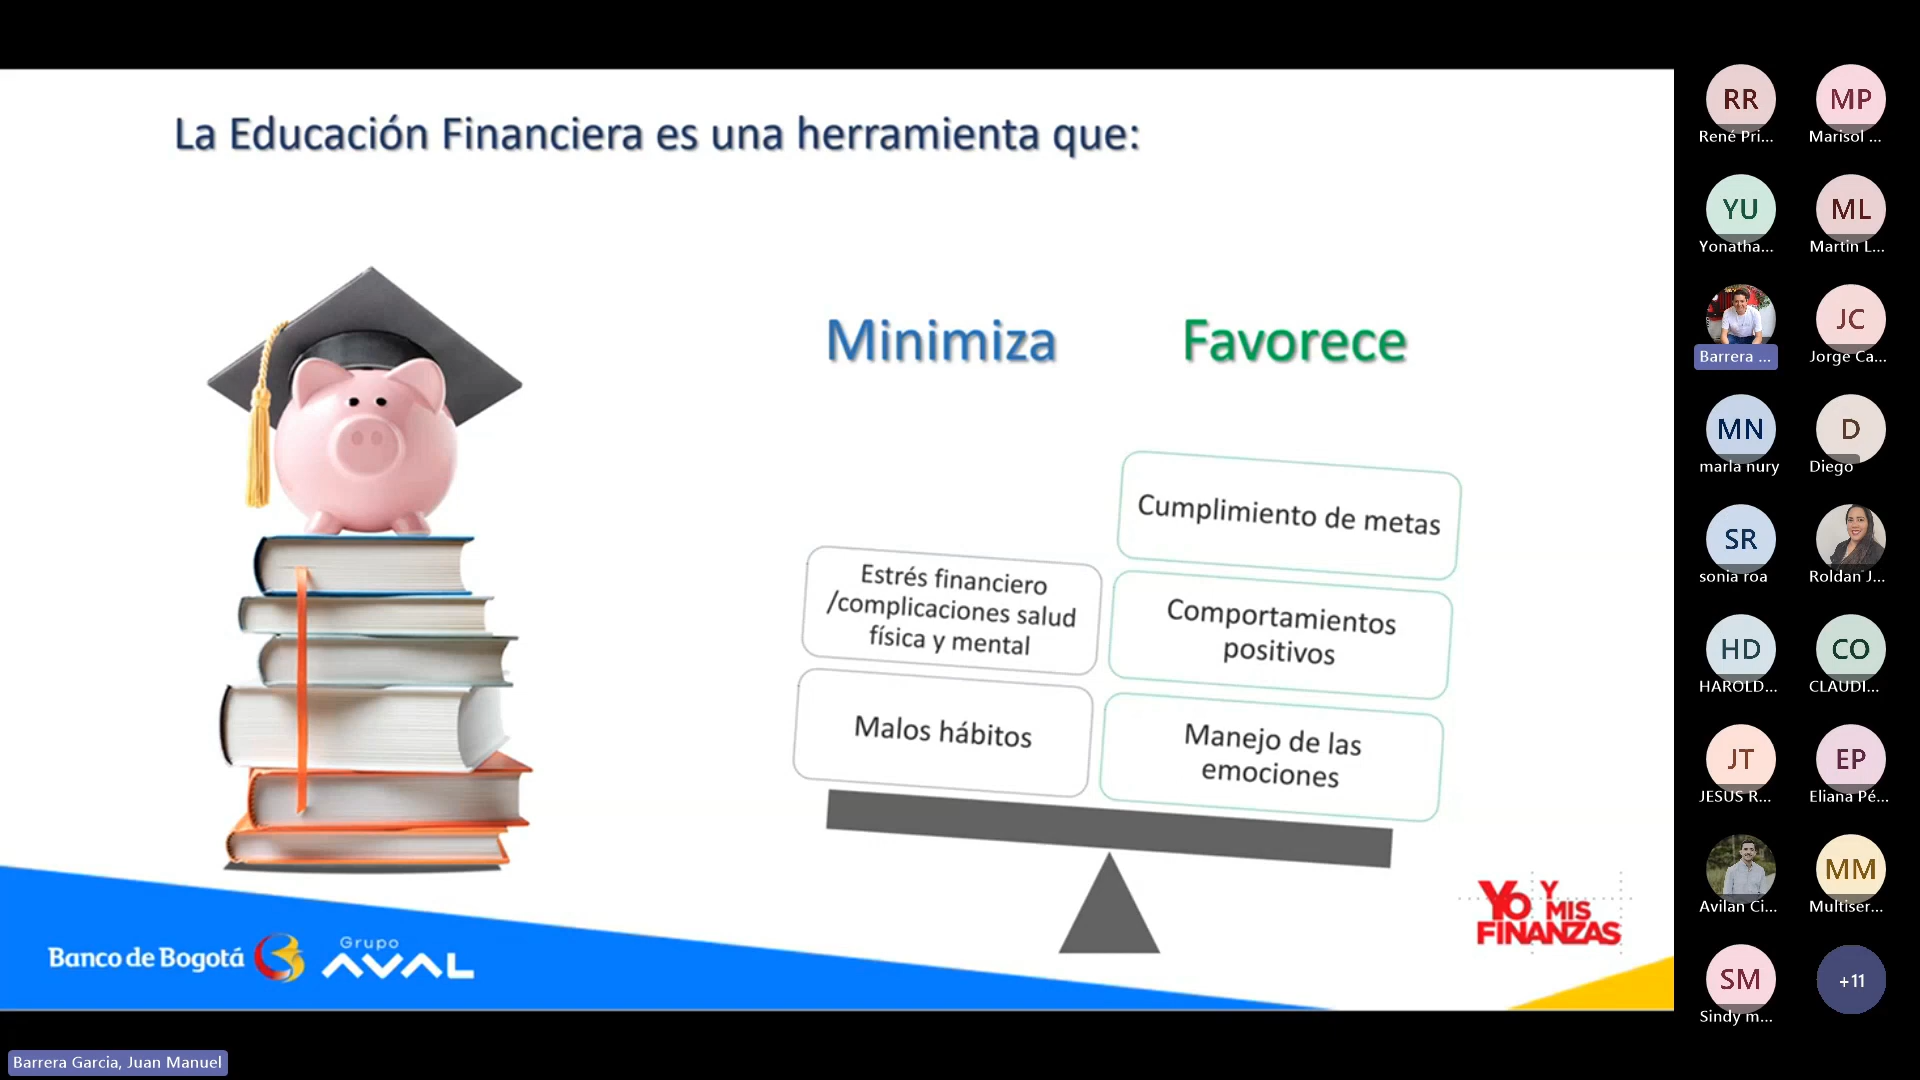 La Educación Financiera es una herramienta que:
Minimiza
Favorece
Cumplimiento de metas
Estrés financiero
/complicaciones salud
física y mental
Comportamientos
positivos
Malos hábitos
Manejo de las
emociones
Banco de Bogotá
Grupo
AVAL
Yo Y
MIS
FINANZAS
RR
René Pri...
MP
Marisol ...
YU
Yonatha...
ML
Martin L...
Barrera ...
JC
Jorge Ca...
MN
marla nury
D
Diego
SR
sonia roa
Roldan J...
HD
HAROLD...
CO
CLAUDI...
JT
JESUS R...
EP
Eliana Pé...
Avilan Ci...
MM
Multiser...
SM
Sindy m...
+11
Barrera Garcia, Juan Manuel